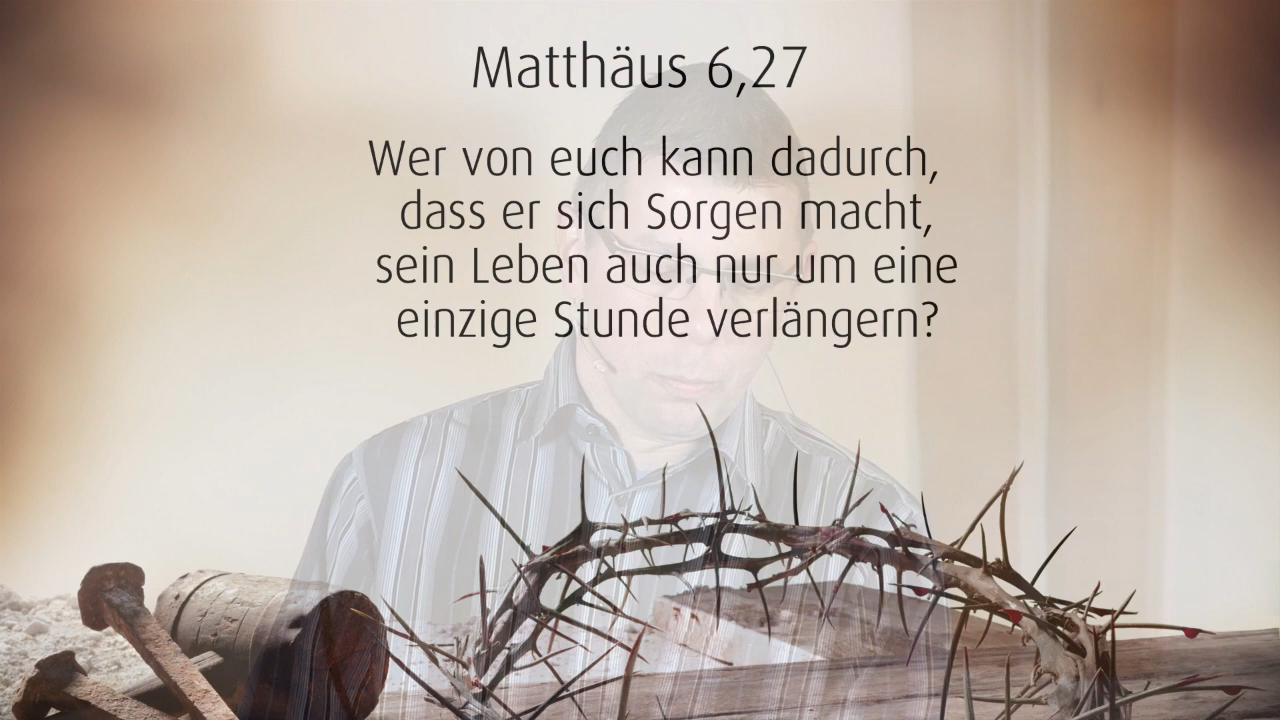 Matthäus 6,27
Wer von euch kann dadurch,
dass er sich Sorgen macht,
sein Leben auch nur um eine
einzige Stunde verlängern?